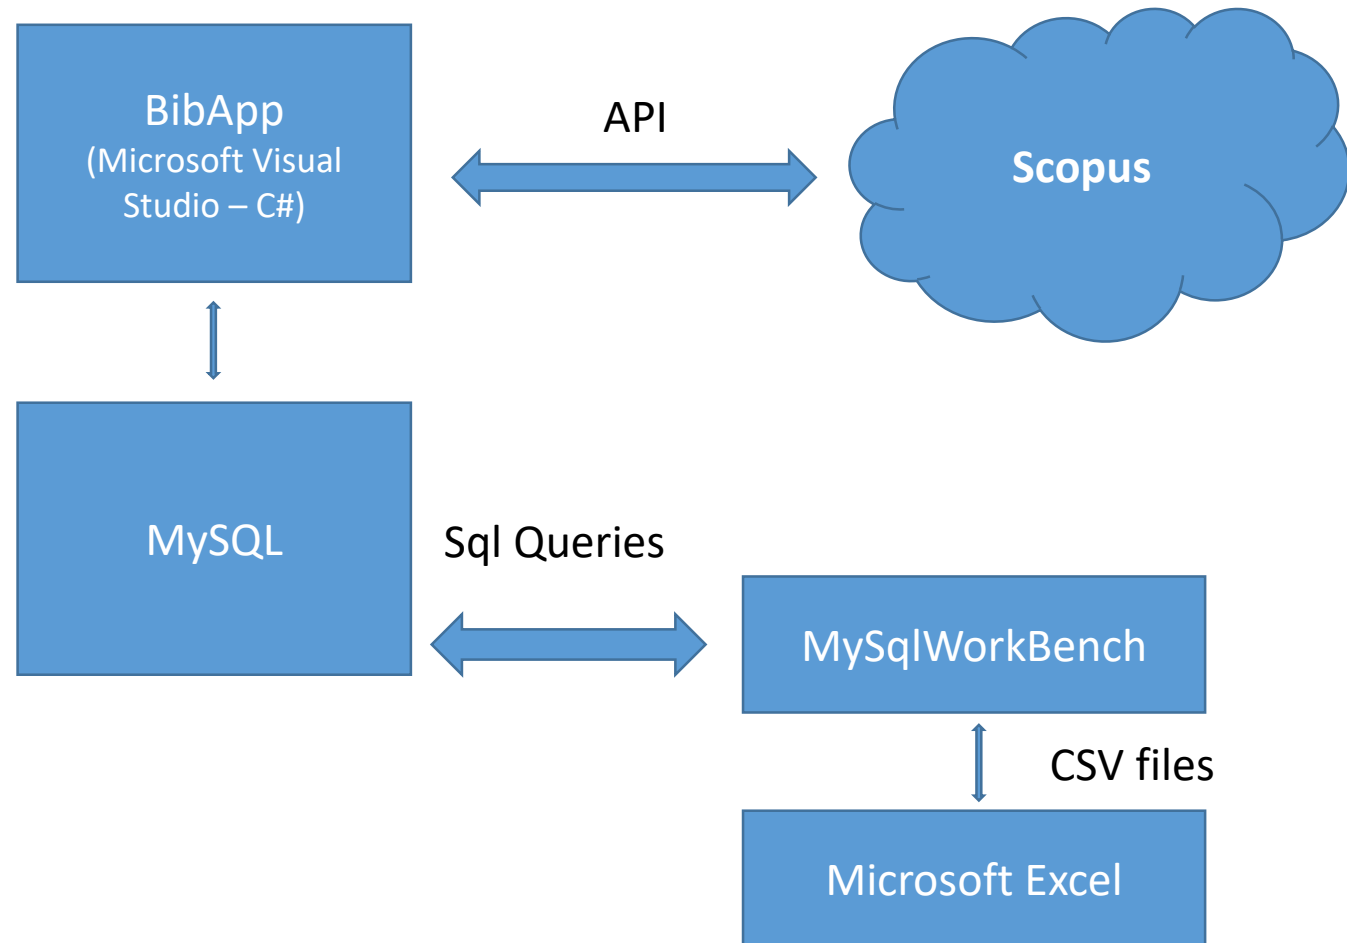 BibApp
(Microsoft Visual
Studio – C#)
API
Scopus
MySQL
Sql Queries
MySqlWorkBench
CSV files
Microsoft Excel